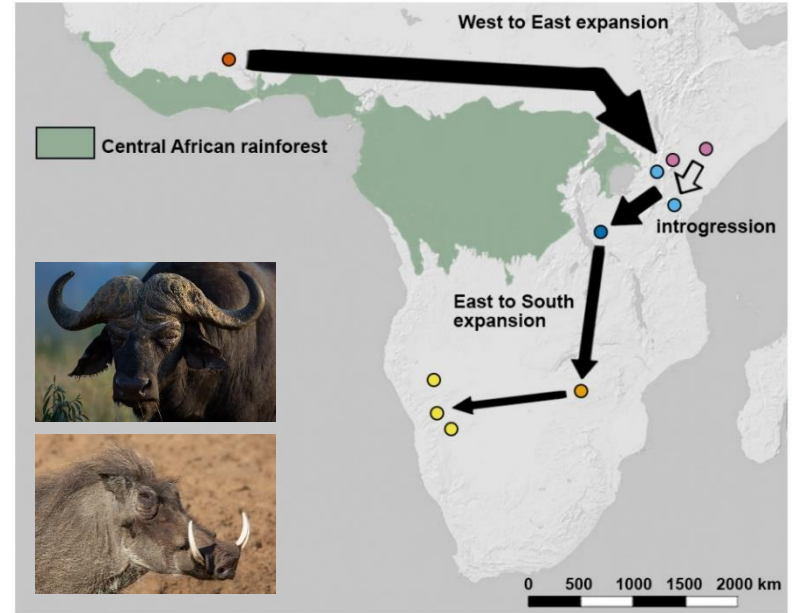 West to East expansion
Central African rainforest
introgression
East to South
expansion
0 500 1000 1500 2000 km